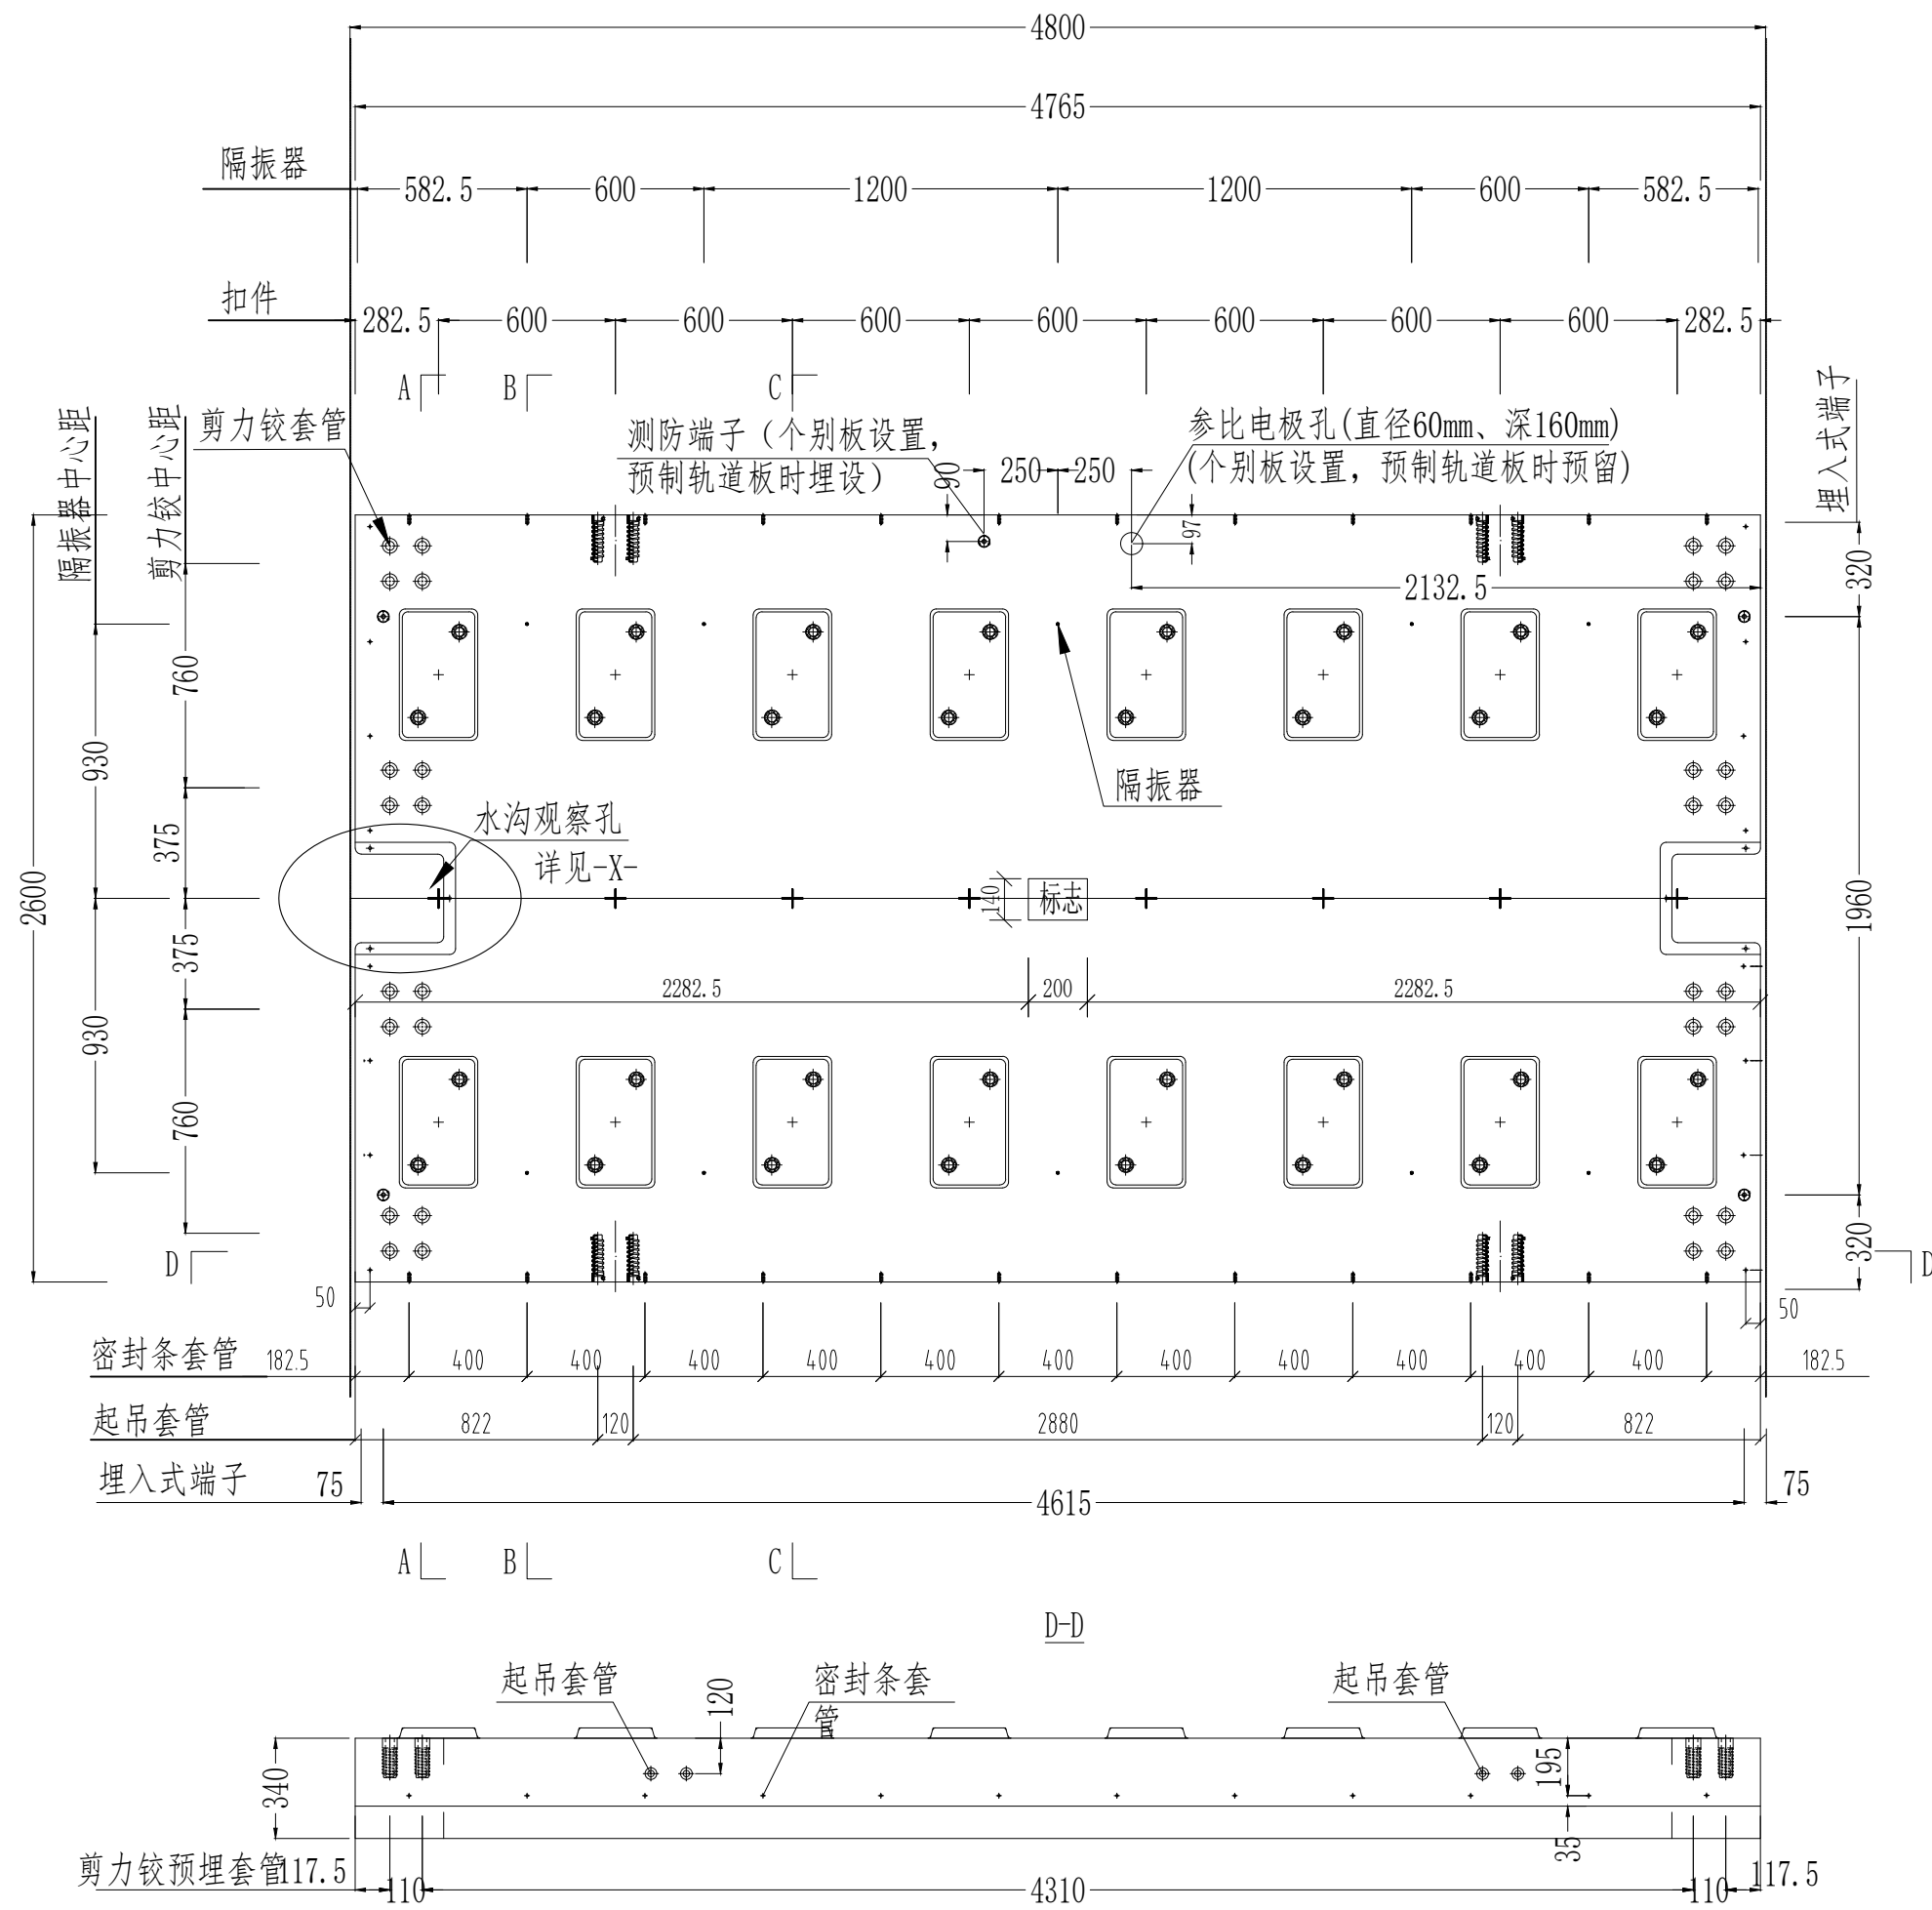 4800
4765
隔振器
582.5 600 1200 1200 600 582.5
扣件
282.5 600 600 600 600 600 600 600 282.5
A B C
隔振器中心距
剪力铰中心距
剪力铰套管
测防端子（个别板设置，
预制轨道板时埋设）
90
250 250
参比电极孔(直径60mm、深160mm)
(个别板设置，预制轨道板时预留)
97
埋入式端子
320
2132.5
760
930
隔振器
水沟观察孔
详见-X-
375
2600
140
标志
1960
375
2282.5 200 2282.5
930
760
D
320
D
50
50
密封条套管
182.5 400 400 400 400 400 400 400 400 400 400 400 182.5
起吊套管
822 120 2880 120 822
埋入式端子
75 4615 75
A B C
D-D
起吊套管
120
密封条套
管
起吊套管
340
195
35
剪力铰预埋套管
117.5 110 4310 110 117.5